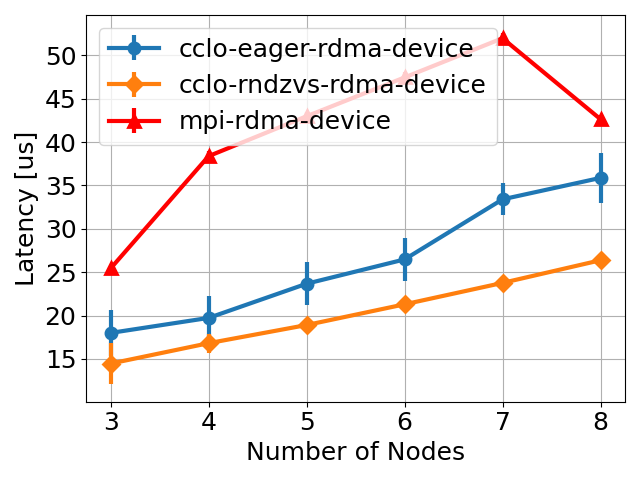 cclo-eager-rdma-device
cclo-rndzvs-rdma-device
mpi-rdma-device
Latency [us]
50
45
40
35
30
25
20
15
3 4 5 6 7 8
Number of Nodes